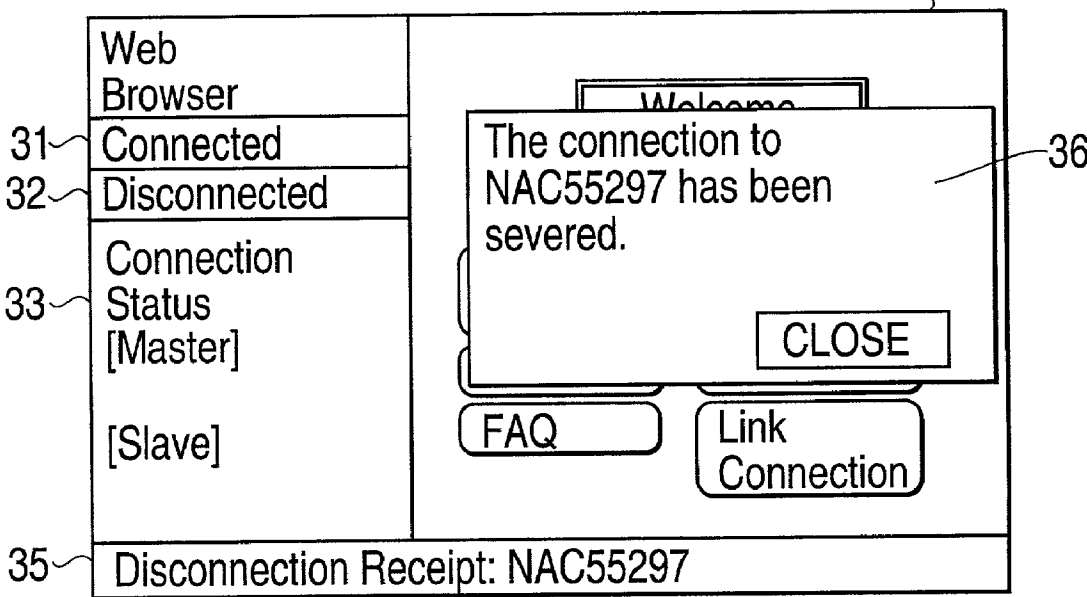 Web
Browser
31
Connected
32
Disconnected
33
Connection
Status
[Master]
[Slave]
Welcome
The connection to
NAC55297 has been
severed.
CLOSE
36
FAQ
Link
Connection
35
Disconnection Receipt: NAC55297